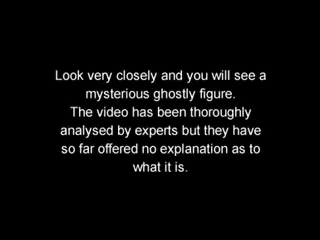 Look very closely and you will see a
mysterious ghostly figure.
The video has been thoroughly
analysed by experts but they have
so far offered no explanation as to
what it is.